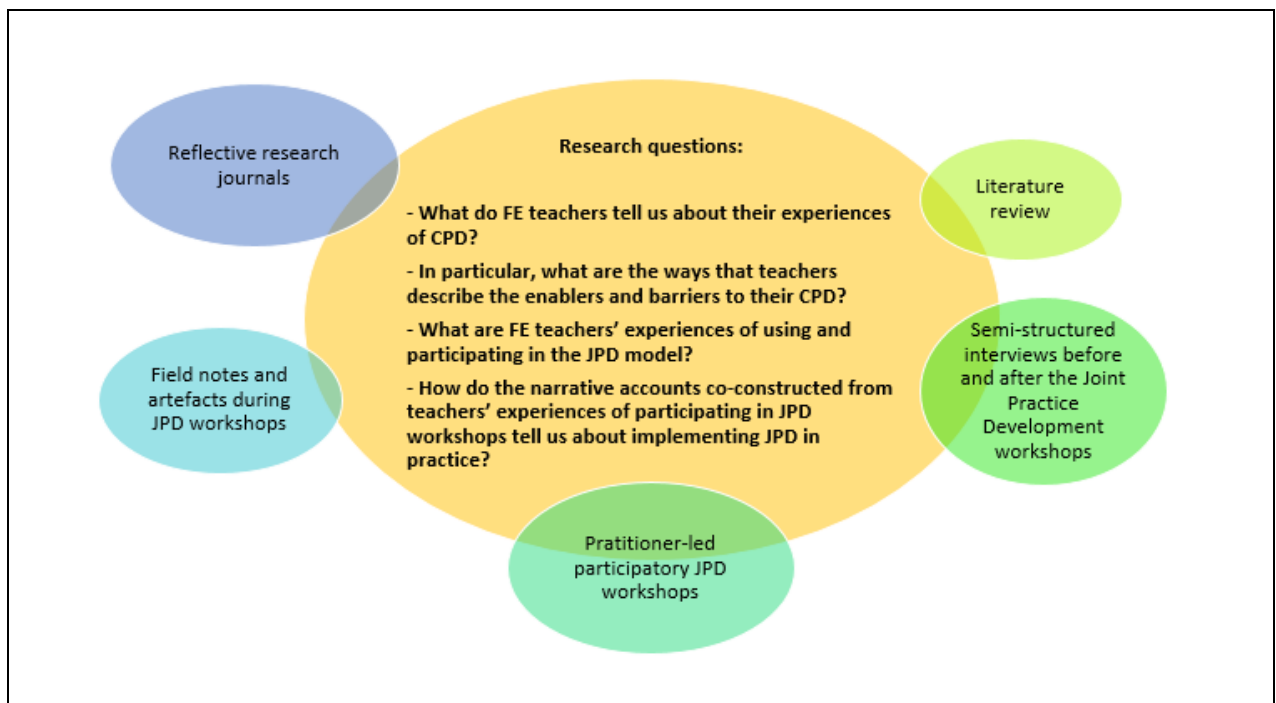 Research questions:
- What do FE teachers tell us about their experiences
of CPD?
- In particular, what are the ways that teachers
describe the enablers and barriers to their CPD?
- What are FE teachers’ experiences of using and
participating in the JPD model?
- How do the narrative accounts co-constructed from
teachers’ experiences of participating in JPD
workshops tell us about implementing JPD in
practice?
Reflective research
journals
Literature
review
Field notes and
artefacts during
JPD workshops
Semi-structured
interviews before
and after the Joint
Practice
Development
workshops
Pratitioner-led
participatory JPD
workshops